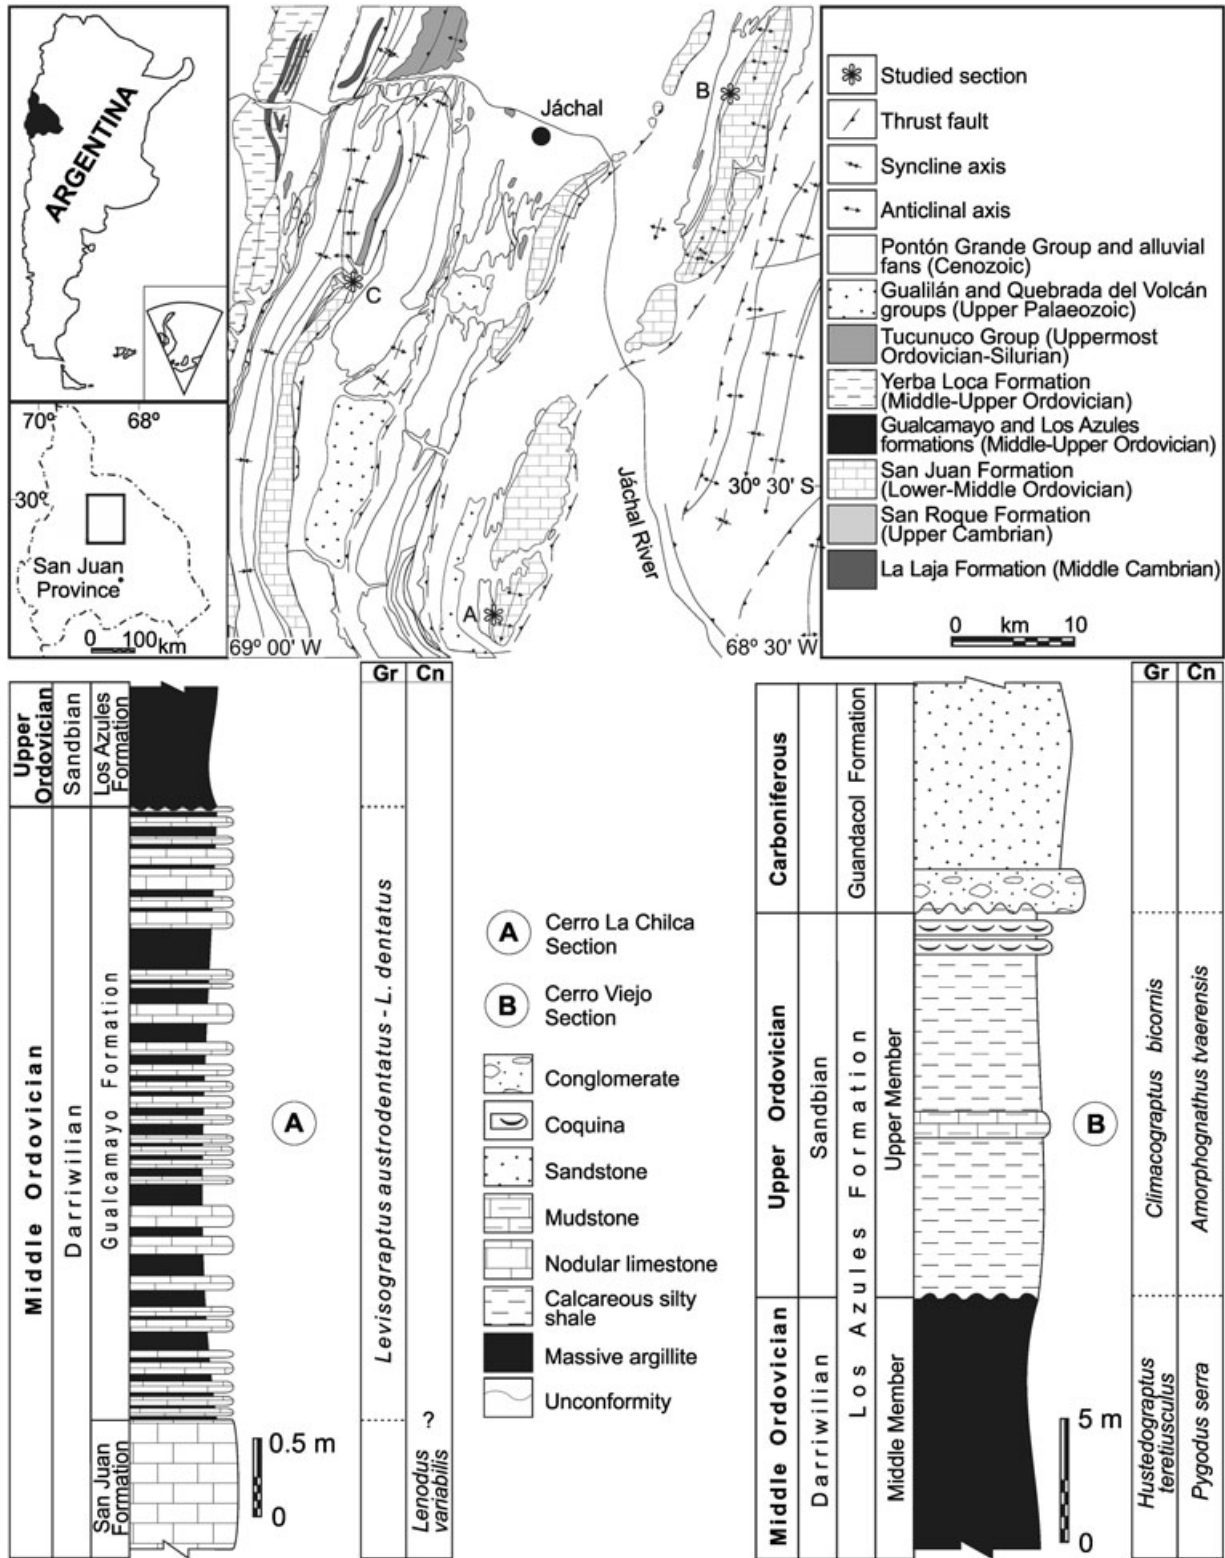 ARGENTINA
70º
68º
30º
San Juan
Province
0
100
km
Jáchal
B
C
A
Jáchal River
30º 30' S
69º 00' W
68º 30' W
Studied section
Thrust fault
Syncline axis
Anticlinal axis
Pontón Grande Group and alluvial
fans (Cenozoic)
Gualilán and Quebrada del Volcán
groups (Upper Palaeozoic)
Tucunuco Group (Uppermost
Ordovician-Silurian)
Yerba Loca Formation
(Middle-Upper Ordovician)
Gualcamayo and Los Azules
formations (Middle-Upper Ordovician)
San Juan Formation
(Lower-Middle Ordovician)
San Roque Formation
(Upper Cambrian)
La Laja Formation (Middle Cambrian)
0 km 10
Gr Cn
Upper
Ordovician
Sandbian
Los Azules
Formation
Middle Ordovician
Darriwilian
Gualcamayo Formation
San Juan
Formation
Levisograptus austrodentatus - L. dentatus
?
Lenodus
variabilis
A
0.5 m
0
A
Cerro La Chilca
Section
B
Cerro Viejo
Section
Conglomerate
Coquina
Sandstone
Mudstone
Nodular limestone
Calcareous silty
shale
Massive argillite
Unconformity
Gr Cn
Carboniferous
Guandacol Formation
Upper Ordovician
Sandbian
Los Azules Formation
Upper Member
Climacograptus bicornis
Amorphognathus tvaerensis
B
Middle Ordovician
Darriwilian
Middle Member
Hustedograptus
teretiusculus
Pygodus serra
5 m
0